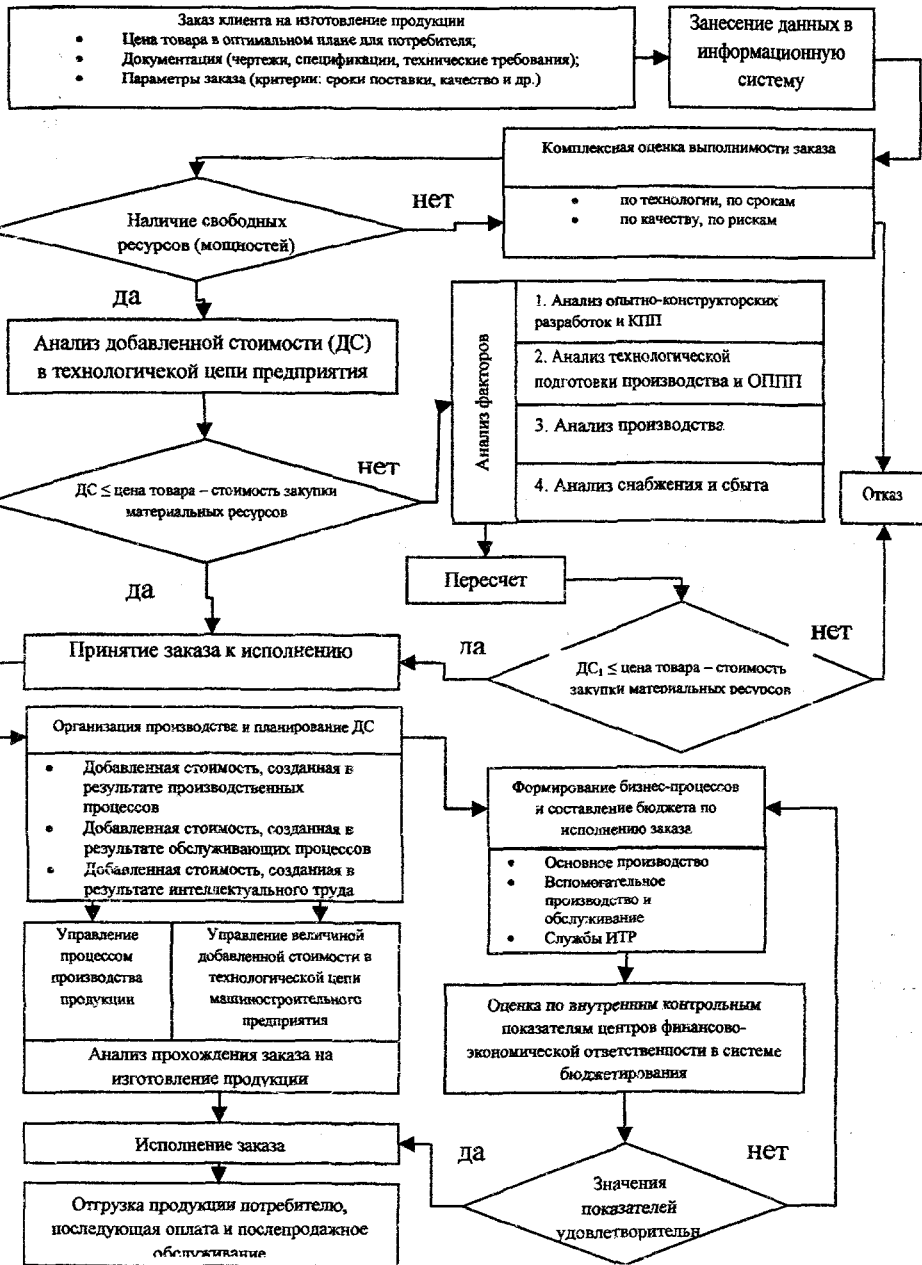 Заказ клиента на изготовление продукции
• Цена товара в оптимальном плане для потребителя;
• Документация (чертежи, спецификации, технические требования);
• Параметры заказа (критерии: сроки поставки, качество и др.)
Занесение данных в
информационную
систему
Комплексная оценка выполнимости заказа
• по технологии, по срокам
• по качеству, по рискам
Наличие свободных
ресурсов (мощностей)
нет
да
Анализ добавленной стоимости (ДС)
в технологичекой цепи предприятия
Анализ факторов
1. Анализ опытно-конструкторских
разработок и КПП
2. Анализ технологической
подготовки производства и ОППП
3. Анализ производства
4. Анализ снабжения и сбыта
Отказ
ДС ≤ цена товара – стоимость закупки
материальных ресурсов
нет
да
Пересчет
ДС₁ ≤ цена товара – стоимость
закупки материальных ресурсов
да
нет
Принятие заказа к исполнению
Организация производства и планирование ДС
• Добавленная стоимость, созданная в
результате производственных
процессов
• Добавленная стоимость, созданная в
результате обслуживающих процессов
• Добавленная стоимость, созданная в
результате интеллектуального труда
Управление
процессом
производства
продукции
Управление величиной
добавленной стоимости в
технологической цепи
машиностроительного
предприятия
Анализ прохождения заказа на
изготовление продукции
Формирование бизнес-процессов
и составление бюджета по
исполнению заказа
• Основное производство
• Вспомогательное
производство и
обслуживание
• Службы ИТР
Оценка по внутренним контрольным
показателям центров финансово-
экономической ответственности в системе
бюджетирования
Значения
показателей
удовлетворительн
да
нет
Исполнение заказа
Отгрузка продукции потребителю,
последующая оплата и послепродажное
обслуживание